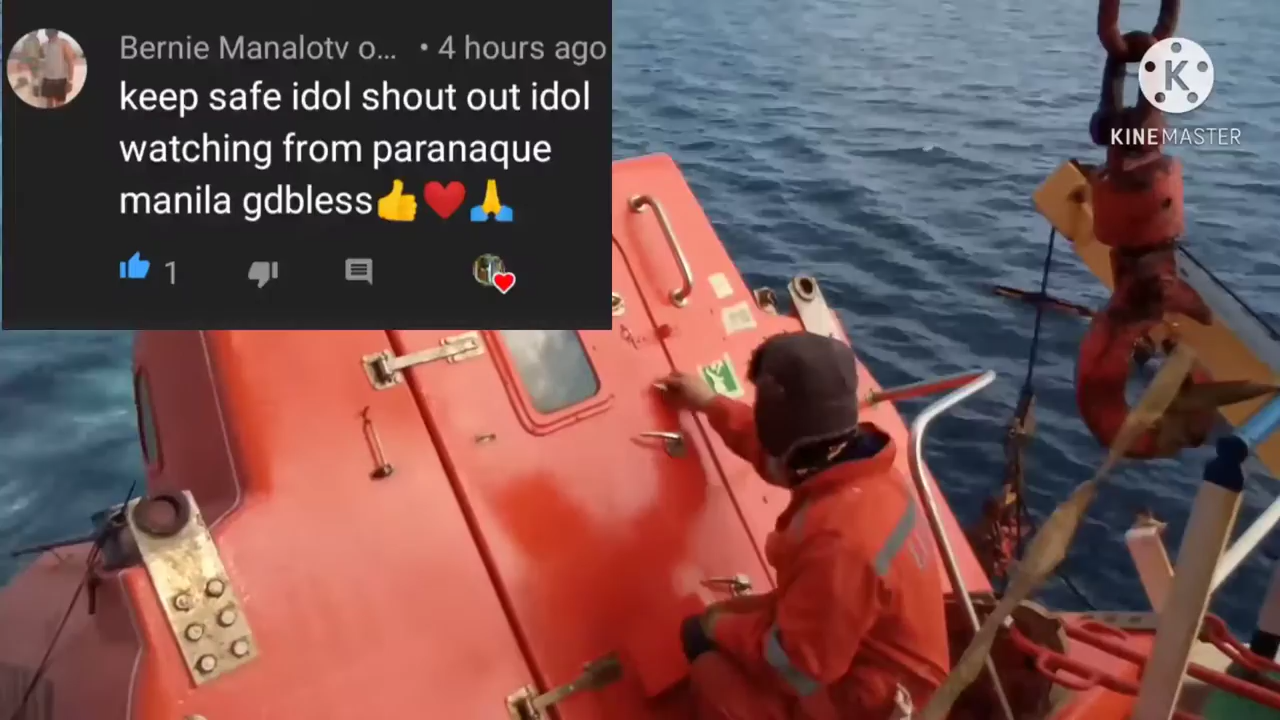 Bernie Manalotv o... • 4 hours ago
keep safe idol shout out idol
watching from paranaque
manila gdbless👍❤️🙏
1
K
KINEMASTER